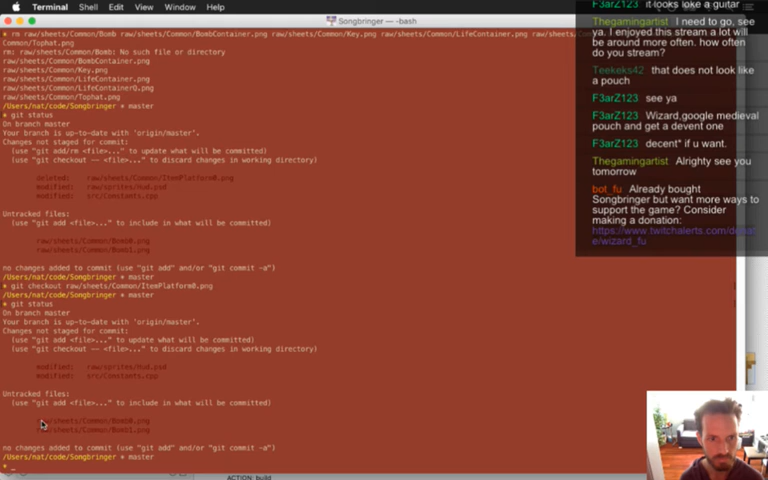 Terminal Shell Edit View Window Help
Songbringer — -bash
* rm raw/sheets/Common/Bomb raw/sheets/Common/BombContainer.png raw/sheets/Common/Key.png raw/sheets/Common/LifeContainer.png
Common/Tophat.png
rm: raw/sheets/Common/Bomb: No such file or directory
raw/sheets/Common/BombContainer.png
raw/sheets/Common/Key.png
raw/sheets/Common/LifeContainer.png
raw/sheets/Common/LifeContainerQ.png
raw/sheets/Common/Tophat.png
/Users/nat/code/Songbringer * master
* git status
On branch master
Your branch is up-to-date with 'origin/master'.
Changes not staged for commit:
(use "git add/rm <file>..." to update what will be committed)
(use "git checkout -- <file>..." to discard changes in working directory)
deleted: raw/sheets/Common/ItemPlatform0.png
modified: raw/sprites/Hud.psd
modified: src/Constants.cpp
Untracked files:
(use "git add <file>..." to include in what will be committed)
raw/sheets/Common/Bomb0.png
raw/sheets/Common/Bomb1.png
no changes added to commit (use "git add" and/or "git commit -a")
/Users/nat/code/Songbringer * master
* git checkout raw/sheets/Common/ItemPlatform0.png
/Users/nat/code/Songbringer * master
* git status
On branch master
Your branch is up-to-date with 'origin/master'.
Changes not staged for commit:
(use "git add <file>..." to update what will be committed)
(use "git checkout -- <file>..." to discard changes in working directory)
modified: raw/sprites/Hud.psd
modified: src/Constants.cpp
Untracked files:
(use "git add <file>..." to include in what will be committed)
/sheets/Common/Bomb0.png
raw/sheets/Common/Bomb1.png
no changes added to commit (use "git add" and/or "git commit -a")
/Users/nat/code/Songbringer * master
* _
ACTION: build
F3arZ123 it looks loke a guitar
Thegamingartist I need to go, see
ya. I enjoyed this stream a lot will
be around more often. how often
do you stream?
Teekeks42 that does not look like
a pouch
F3arZ123 see ya
F3arZ123 Wizard,google medieval
pouch and get a devent one
F3arZ123 decent* if u want.
Thegamingartist Alrighty see you
tomorrow
bot_fu Already bought
Songbringer but want more ways to
support the game? Consider
making a donation:
https://www.twitchalerts.com/donat
e/wizard_fu